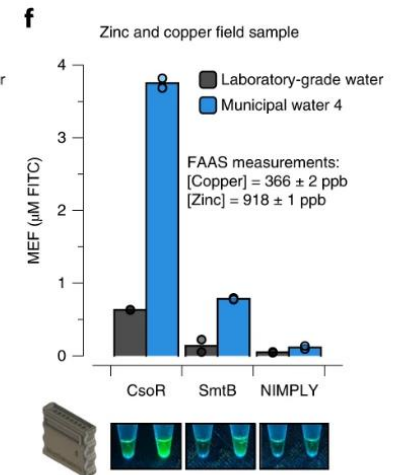 f
Zinc and copper field sample
r
4
3
2
1
0
MEF (μM FITC)
Laboratory-grade water
Municipal water 4
FAAS measurements:
[Copper] = 366 ± 2 ppb
[Zinc] = 918 ± 1 ppb
CsoR SmtB NIMPLY